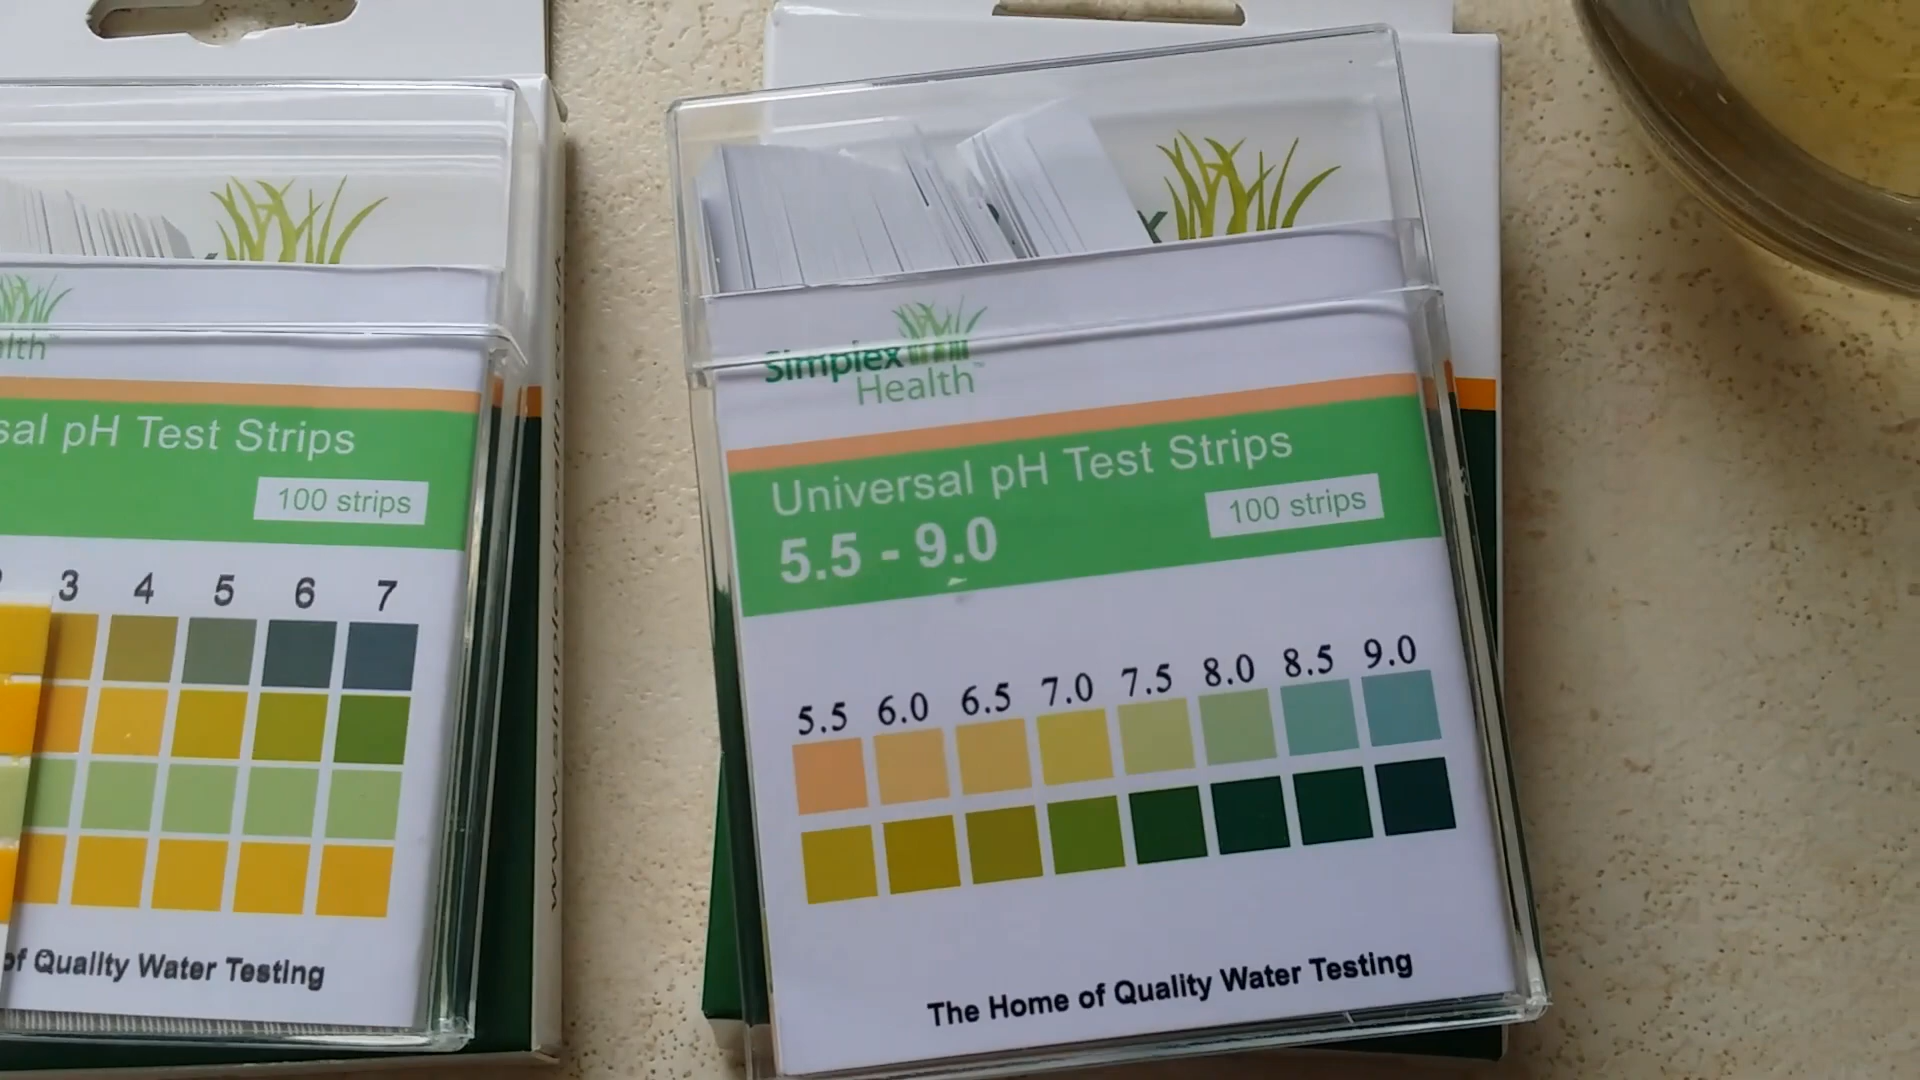 lth
sal pH Test Strips
100 strips
3 4 5 6 7
of Quality Water Testing
x
Simplex
Health™
Universal pH Test Strips
5.5 - 9.0
100 strips
5.5 6.0 6.5 7.0 7.5 8.0 8.5 9.0
The Home of Quality Water Testing